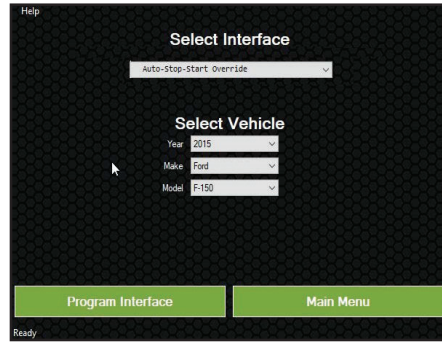 Help
Select Interface
Auto-Stop-Start Override
Select Vehicle
Year 2015
Make Ford
Model F-150
Program Interface Main Menu
Ready